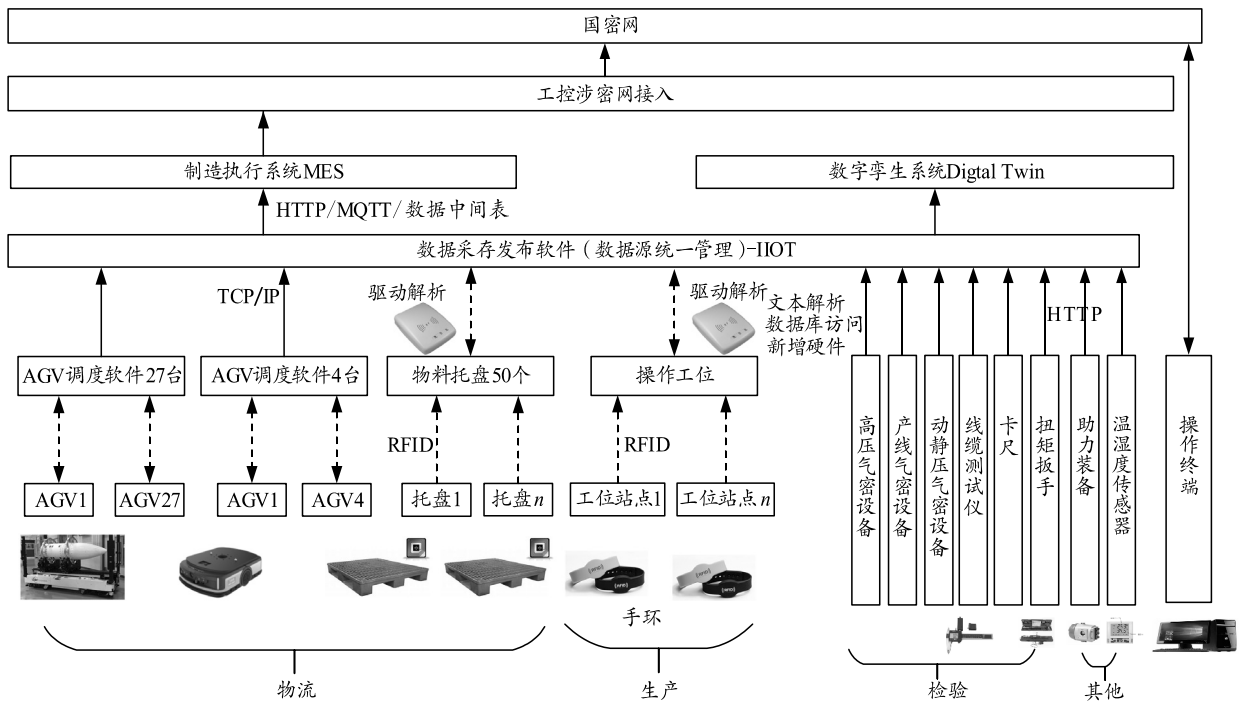 国密网
工控涉密网接入
制造执行系统MES
数字孪生系统Digtal Twin
HTTP/MQTT/数据中间表
数据采存发布软件(数据源统一管理)-IIOT
TCP/IP
驱动解析
驱动解析
文本解析
数据库访问
新增硬件
HTTP
AGV调度软件27台
AGV调度软件4台
物料托盘50个
操作工位
RFID
RFID
AGV1
AGV27
AGV1
AGV4
托盘1
托盘n
工位站点1
工位站点n
高压气密设备
产线气密设备
动静压气密设备
线缆测试仪
卡尺
扭矩扳手
助力装备
温湿度传感器
操作终端
手环
物流
生产
检验
其他